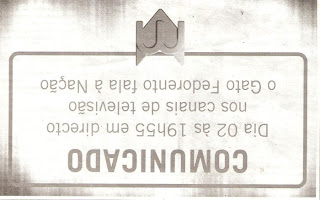 COMUNICADO
Dia 02 às 19h55 em directo
nos canais de televisão
o Gato Fedorento fala à Nação